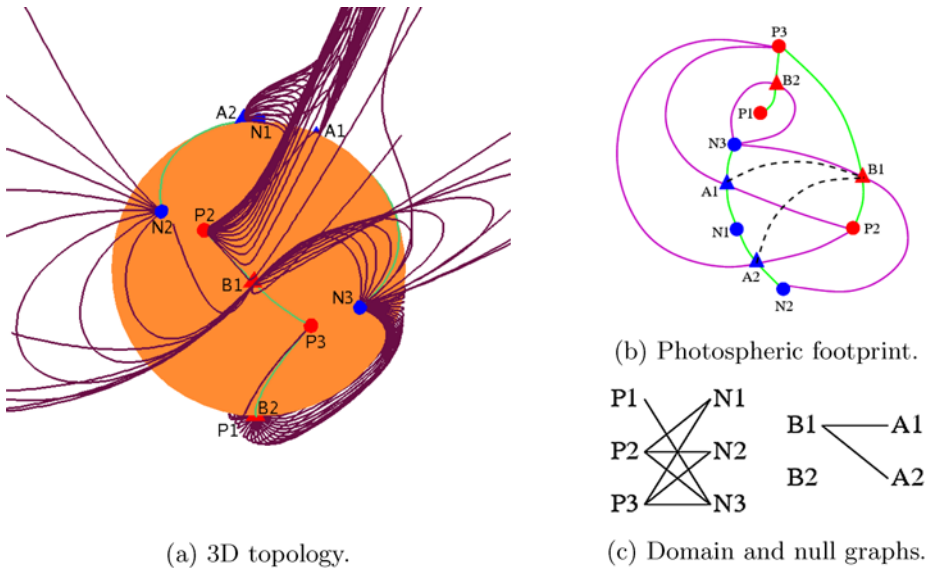 A2
N1
A1
N2
P2
B1
N3
P3
B2
P1
(a) 3D topology.
P3
B2
P1
N3
A1
B1
N1
P2
A2
N2
(b) Photospheric footprint.
P1 N1
P2 N2
P3 N3
B1 A1
B2 A2
(c) Domain and null graphs.